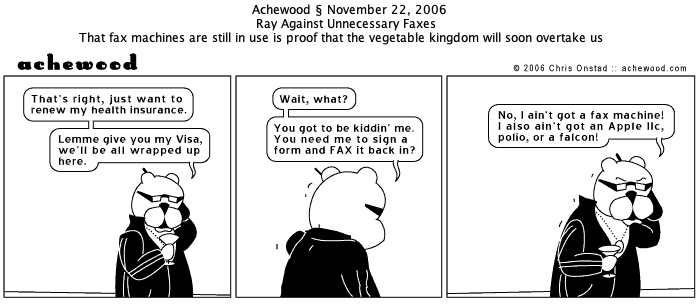 Achewood § November 22, 2006
Ray Against Unnecessary Faxes
That fax machines are still in use is proof that the vegetable kingdom will soon overtake us
achewood
© 2006 Chris Onstad :: achewood.com
That's right, just want to
renew my health insurance.
Lemme give you my Visa,
we'll be all wrapped up
here.
Wait, what?
You got to be kiddin' me.
You need me to sign a
form and FAX it back in?
No, I ain't got a fax machine!
I also ain't got an Apple IIc,
polio, or a falcon!